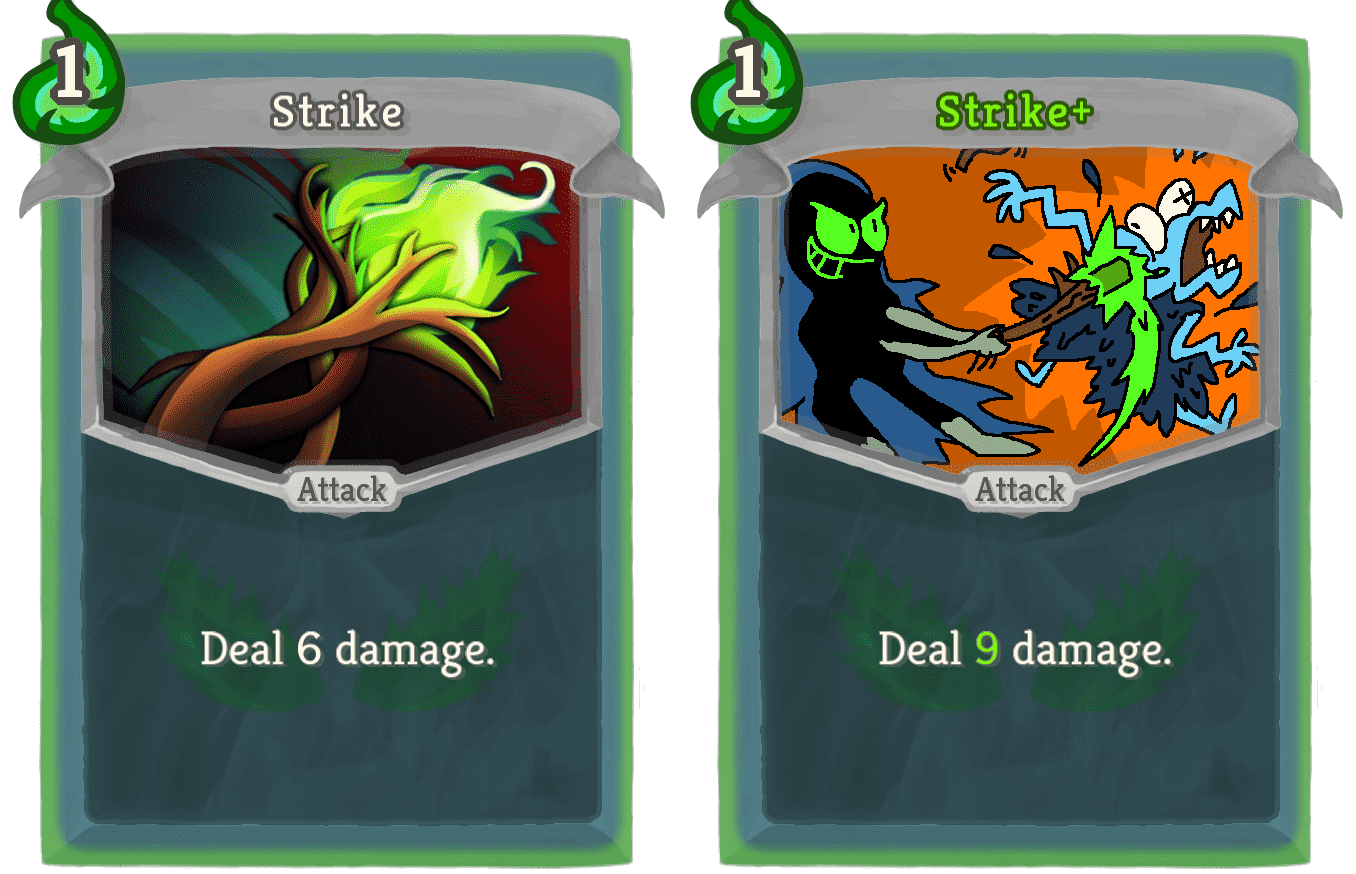 1
Strike
Attack
Deal 6 damage.
1
Strike+
Attack
Deal 9 damage.